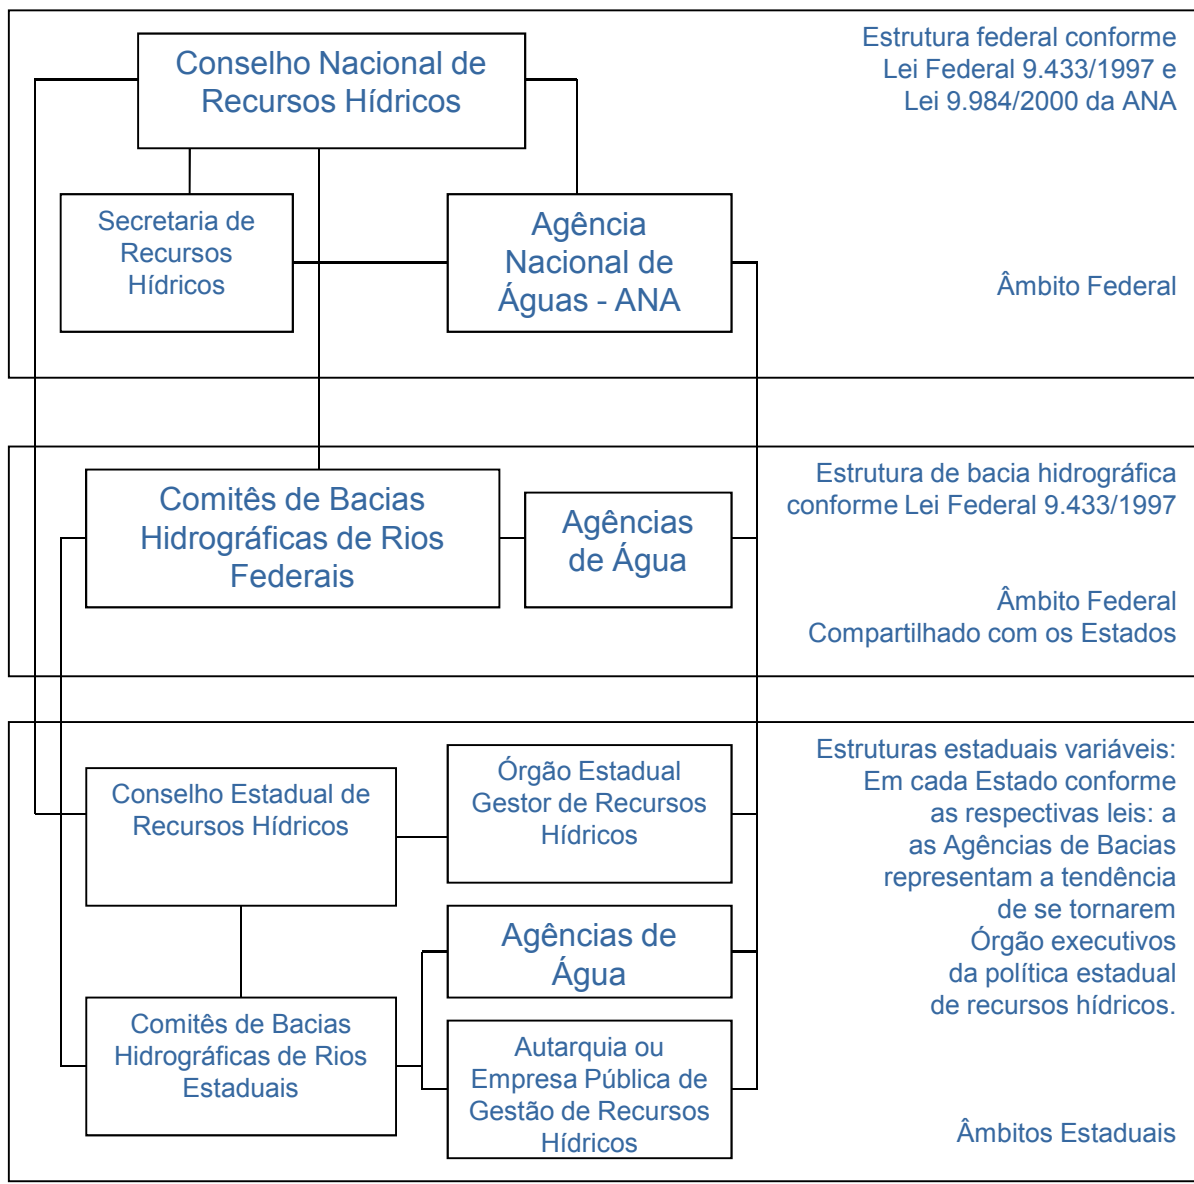 Conselho Nacional de
Recursos Hídricos
Estrutura federal conforme
Lei Federal 9.433/1997 e
Lei 9.984/2000 da ANA
Secretaria de
Recursos
Hídricos
Agência
Nacional de
Águas - ANA
Âmbito Federal
Comitês de Bacias
Hidrográficas de Rios
Federais
Agências
de Água
Estrutura de bacia hidrográfica
conforme Lei Federal 9.433/1997
Âmbito Federal
Compartilhado com os Estados
Conselho Estadual de
Recursos Hídricos
Órgão Estadual
Gestor de Recursos
Hídricos
Estruturas estaduais variáveis:
Em cada Estado conforme
as respectivas leis: a
as Agências de Bacias
representam a tendência
de se tornarem
Órgão executivos
da política estadual
de recursos hídricos.
Agências de
Água
Comitês de Bacias
Hidrográficas de Rios
Estaduais
Autarquia ou
Empresa Pública de
Gestão de Recursos
Hídricos
Âmbitos Estaduais